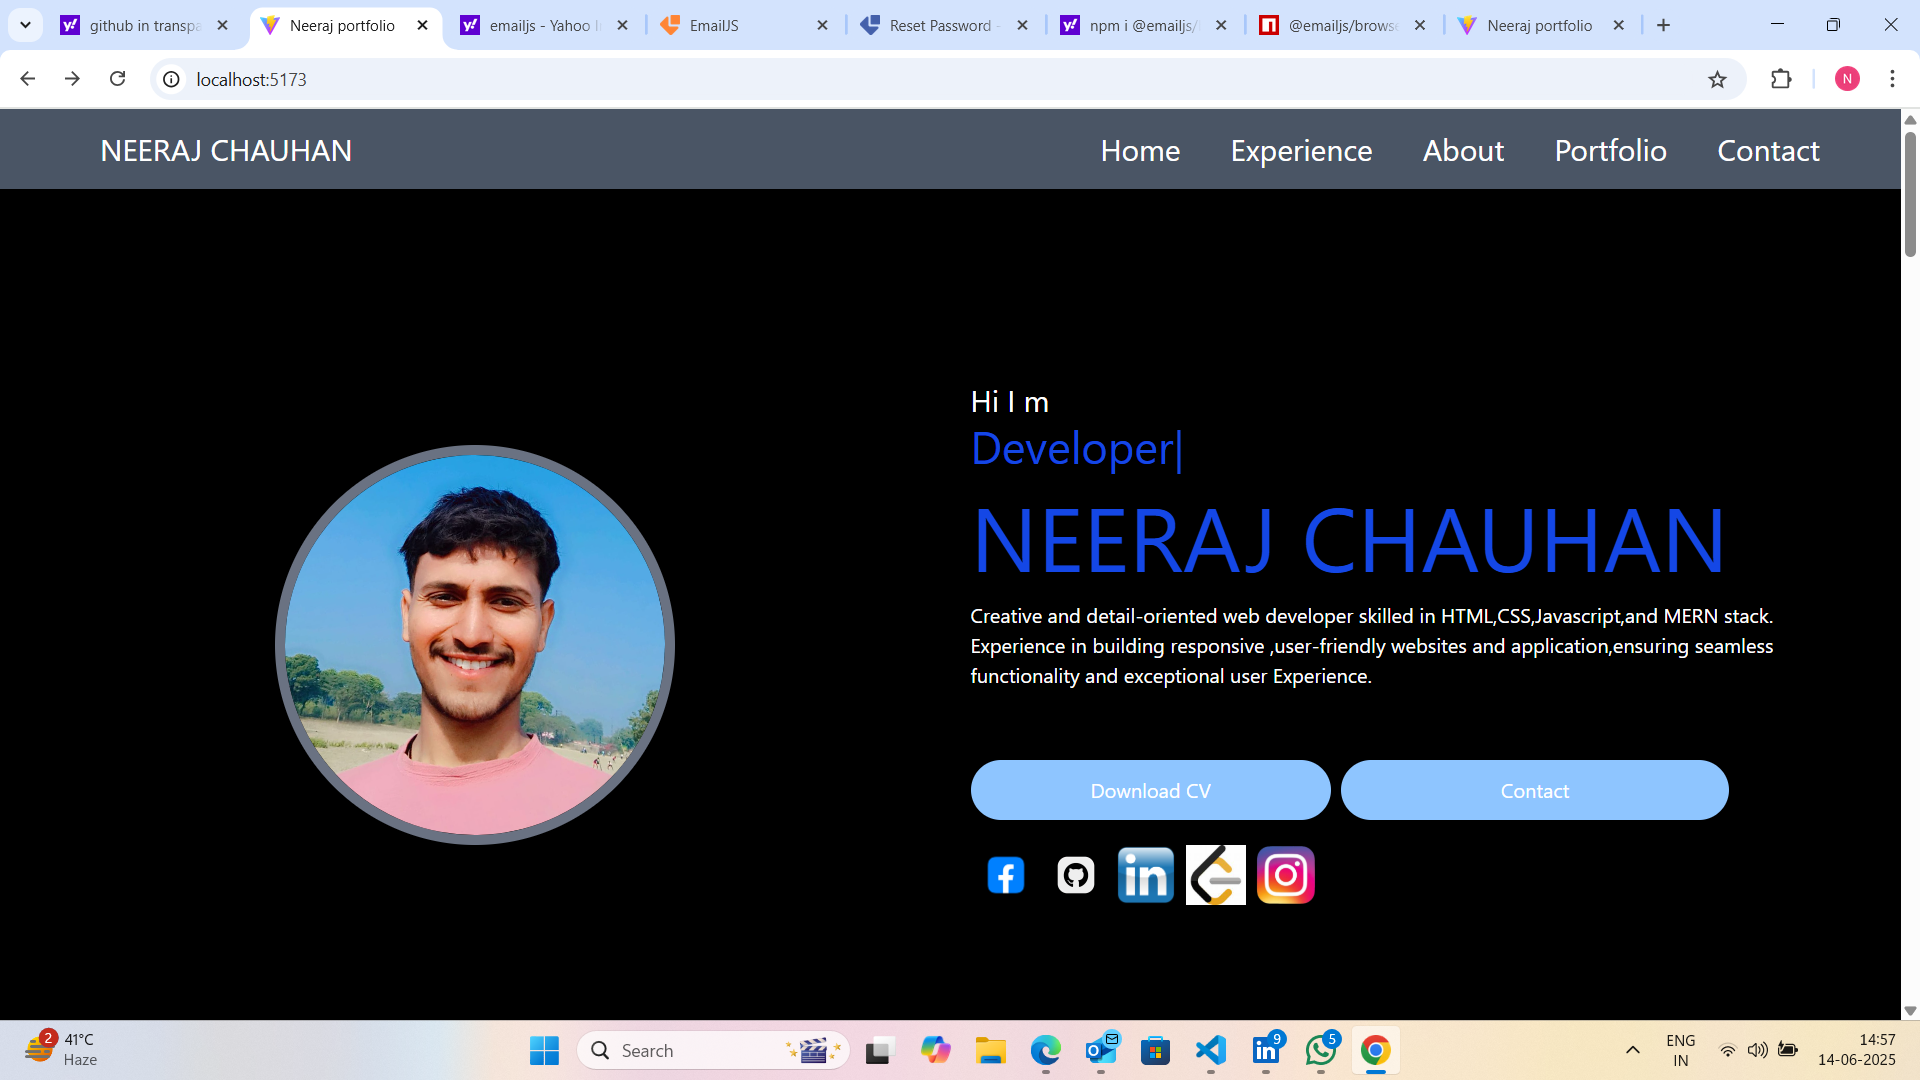 github in transpa
Neeraj portfolio
emailjs - Yahoo I
EmailJS
Reset Password -
npm i @emailjs/
@emailjs/browse
Neeraj portfolio
localhost:5173
N
NEERAJ CHAUHAN
Home
Experience
About
Portfolio
Contact
Hi I m
Developer|
NEERAJ CHAUHAN
Creative and detail-oriented web developer skilled in HTML,CSS,Javascript,and MERN stack.
Experience in building responsive ,user-friendly websites and application,ensuring seamless
functionality and exceptional user Experience.
Download CV
Contact
in
2
41°C
Haze
Search
9
5
ENG
IN
14:57
14-06-2025